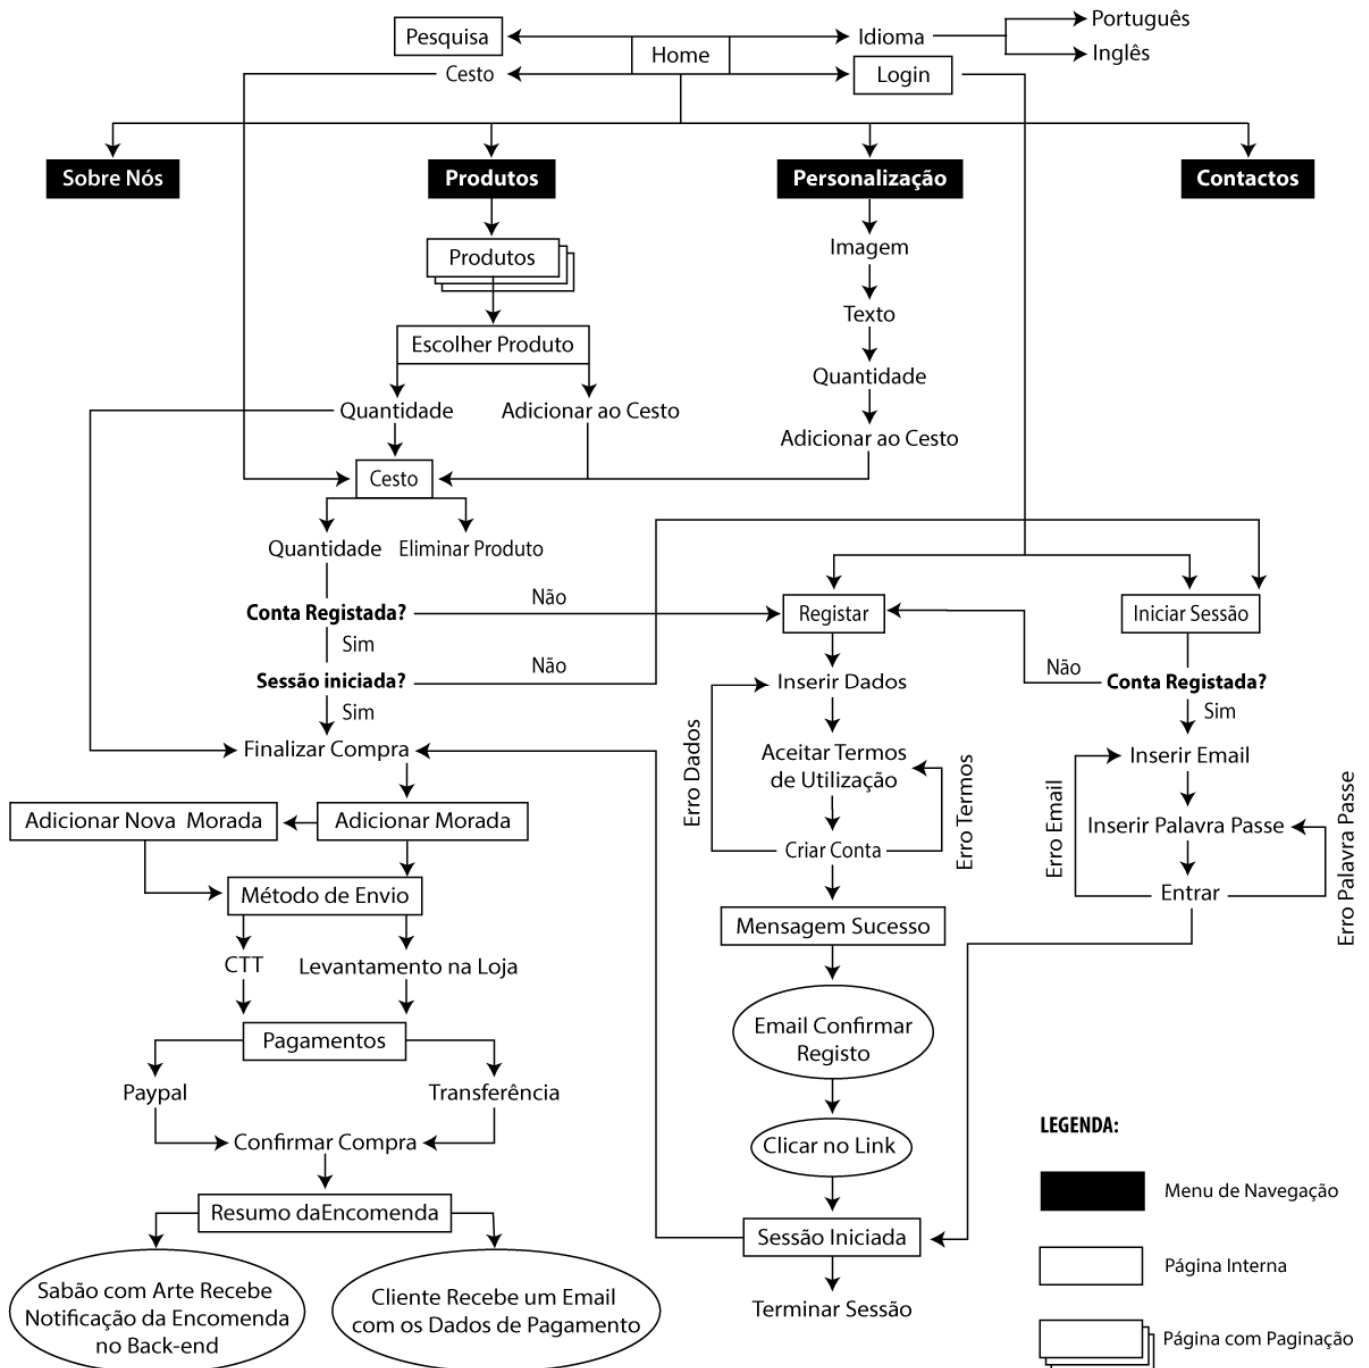 Pesquisa
Home
Idioma
Português
Inglês
Cesto
Login
Sobre Nós
Produtos
Personalização
Contactos
Produtos
Imagem
Texto
Escolher Produto
Quantidade
Quantidade
Adicionar ao Cesto
Adicionar ao Cesto
Cesto
Quantidade
Eliminar Produto
Conta Registada?
Não
Sim
Sessão iniciada?
Não
Sim
Registar
Iniciar Sessão
Inserir Dados
Não
Conta Registada?
Sim
Finalizar Compra
Erro Dados
Aceitar Termos
de Utilização
Erro Termos
Criar Conta
Inserir Email
Erro Email
Inserir Palavra Passe
Erro Palavra Passe
Entrar
Adicionar Nova Morada
Adicionar Morada
Método de Envio
CTT
Levantamento na Loja
Mensagem Sucesso
Pagamentos
Email Confirmar
Registo
Paypal
Transferência
Confirmar Compra
Clicar no Link
Resumo daEncomenda
Sessão Iniciada
Terminar Sessão
Sabão com Arte Recebe
Notificação da Encomenda
no Back-end
Cliente Recebe um Email
com os Dados de Pagamento
LEGENDA:
Menu de Navegação
Página Interna
Página com Paginação